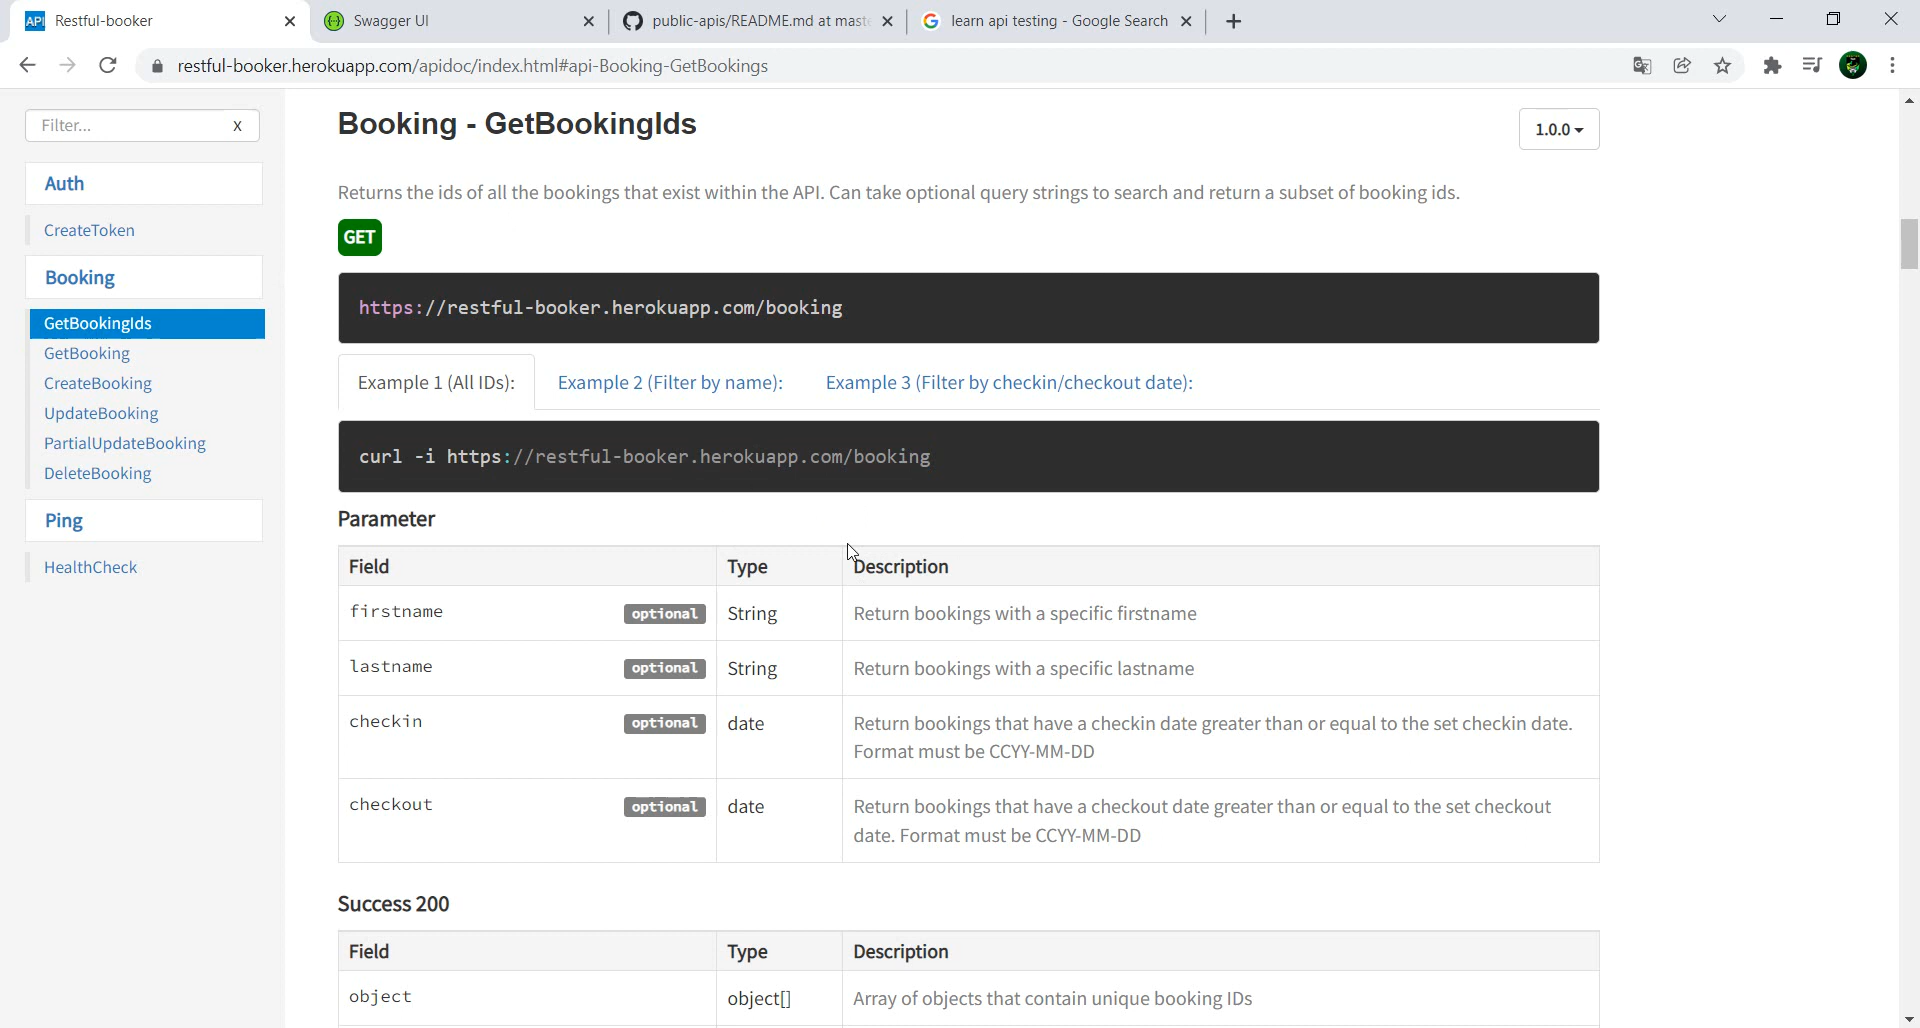 Restful-booker
Swagger UI
public-apis/README.md at maste
learn api testing - Google Search
restful-booker.herokuapp.com/apidoc/index.html#api-Booking-GetBookings
Filter...
x
Auth
CreateToken
Booking
GetBookingIds
GetBooking
CreateBooking
UpdateBooking
PartialUpdateBooking
DeleteBooking
Ping
HealthCheck
Booking - GetBookingIds
1.0.0
Returns the ids of all the bookings that exist within the API. Can take optional query strings to search and return a subset of booking ids.
GET
https://restful-booker.herokuapp.com/booking
Example 1 (All IDs): Example 2 (Filter by name): Example 3 (Filter by checkin/checkout date):
curl -i https://restful-booker.herokuapp.com/booking
Parameter
Field Type Description
firstname optional String Return bookings with a specific firstname
lastname optional String Return bookings with a specific lastname
checkin optional date Return bookings that have a checkin date greater than or equal to the set checkin date.
Format must be CCYY-MM-DD
checkout optional date Return bookings that have a checkout date greater than or equal to the set checkout
date. Format must be CCYY-MM-DD
Success 200
Field Type Description
object object[] Array of objects that contain unique booking IDs